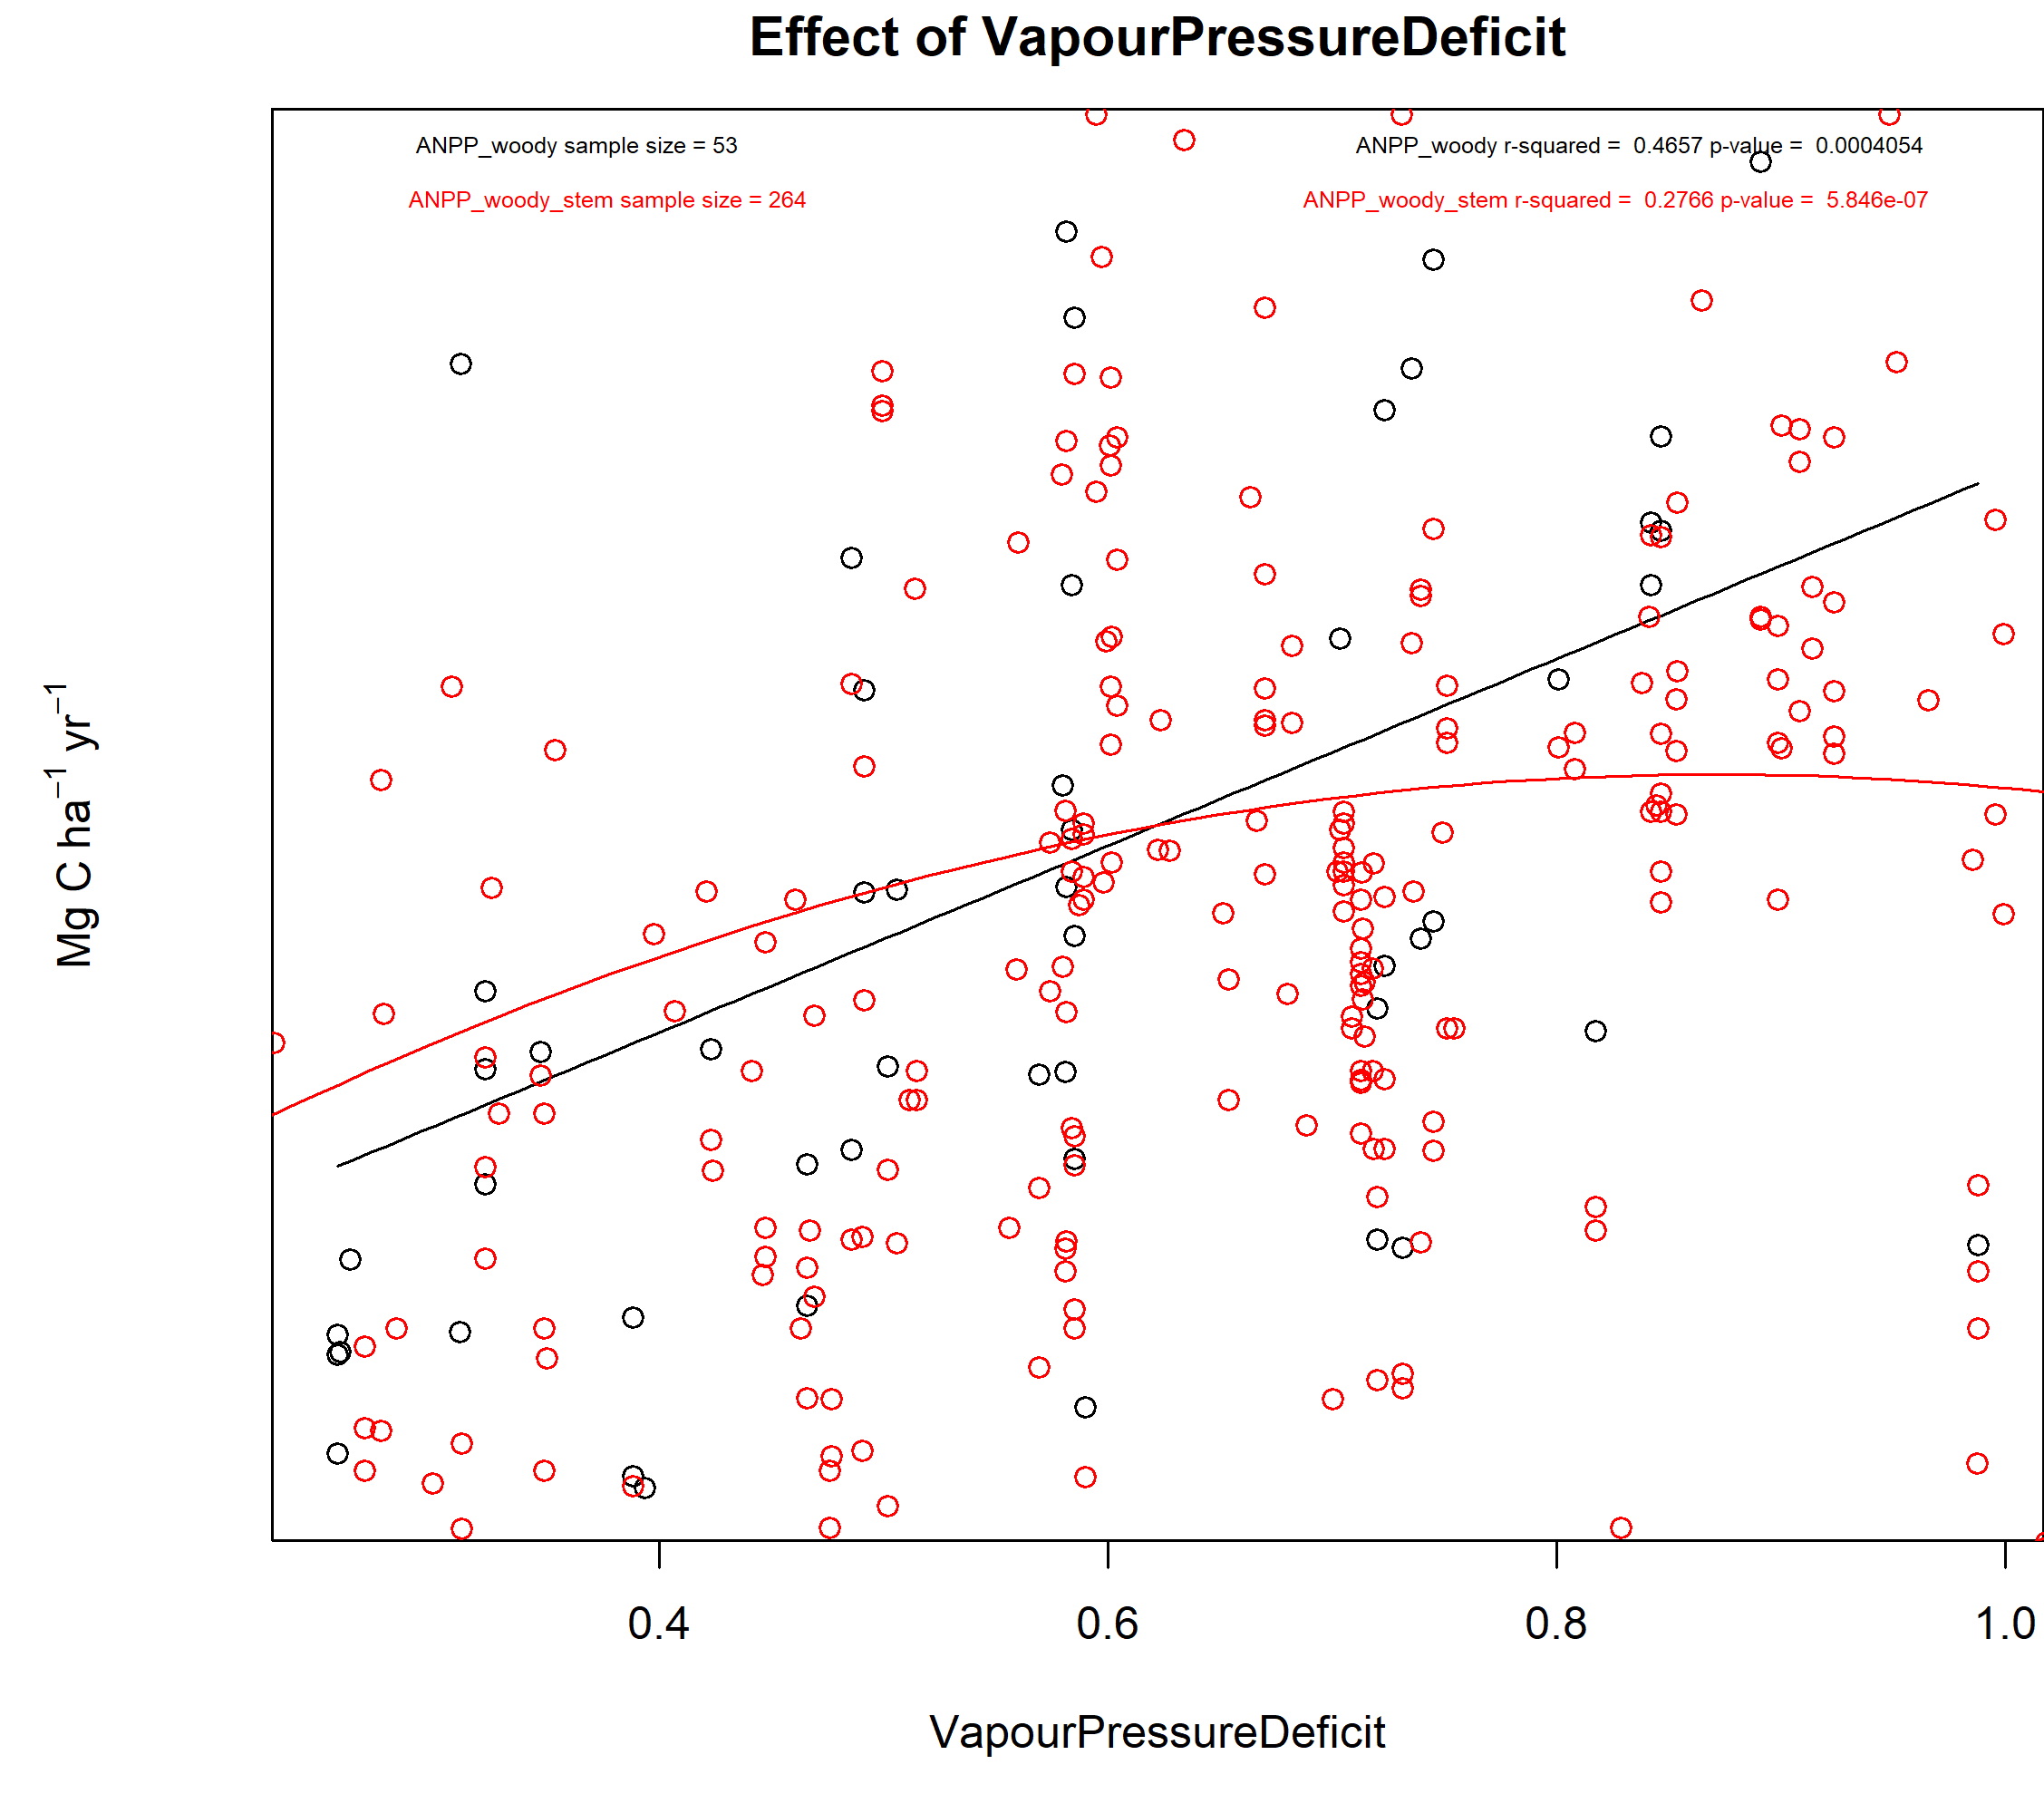 Effect of VapourPressureDeficit
ANPP_woody sample size = 53
ANPP_woody r-squared =  0.4657 p-value =  0.0004054
ANPP_woody_stem sample size = 264
ANPP_woody_stem r-squared =  0.2766 p-value =  5.846e-07
Mg C ha⁻¹ yr⁻¹
0.4 0.6 0.8 1.0
VapourPressureDeficit